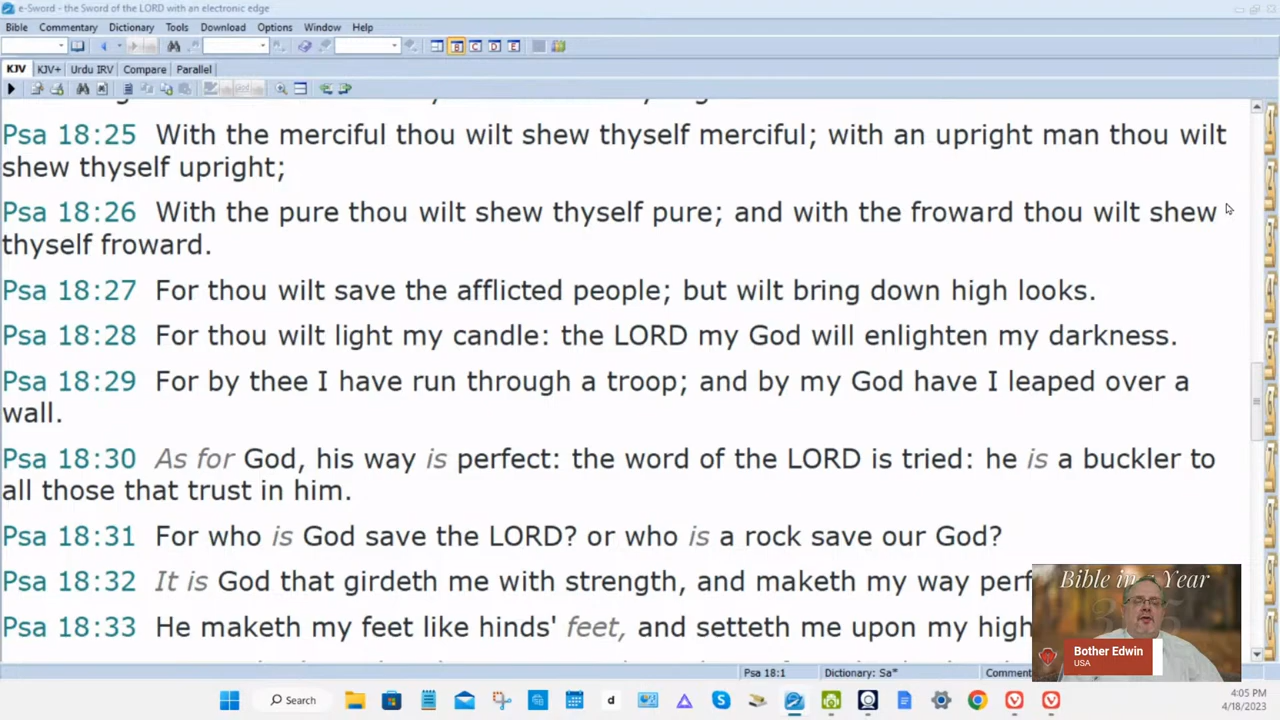 e-Sword - the Sword of the LORD with an electronic edge
Bible Commentary Dictionary Tools Download Options Window Help
B C D E
KJV KJV+ Urdu IRV Compare Parallel
Psa 18:25 With the merciful thou wilt shew thyself merciful; with an upright man thou wilt
shew thyself upright;
Psa 18:26 With the pure thou wilt shew thyself pure; and with the froward thou wilt shew
thyself froward.
Psa 18:27 For thou wilt save the afflicted people; but wilt bring down high looks.
Psa 18:28 For thou wilt light my candle: the LORD my God will enlighten my darkness.
Psa 18:29 For by thee I have run through a troop; and by my God have I leaped over a
wall.
Psa 18:30 As for God, his way is perfect: the word of the LORD is tried: he is a buckler to
all those that trust in him.
Psa 18:31 For who is God save the LORD? or who is a rock save our God?
Psa 18:32 It is God that girdeth me with strength, and maketh my way perf
Psa 18:33 He maketh my feet like hinds' feet, and setteth me upon my high
Bible in a Year
365
Bother Edwin
USA
Psa 18:1 Dictionary: Sa* Comment
Search
d
4:05 PM
4/18/2023